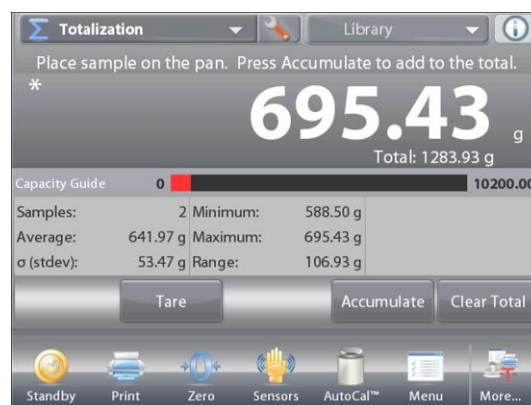 Σ Totalization Library
Place sample on the pan. Press Accumulate to add to the total.
* 695.43 g
Total: 1283.93 g
Capacity Guide 0 10200.00
Samples: 2 Minimum: 588.50 g
Average: 641.97 g Maximum: 695.43 g
σ (stdev): 53.47 g Range: 106.93 g
Tare Accumulate Clear Total
Standby Print Zero Sensors AutoCal™ Menu More...